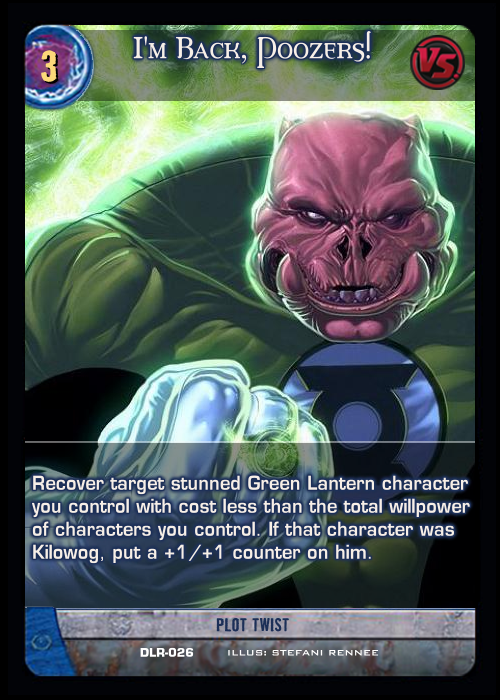 I'm Back, Poozers!
3
VS
Recover target stunned Green Lantern character
you control with cost less than the total willpower
of characters you control. If that character was
Kilowog, put a +1/+1 counter on him.
PLOT TWIST
DLR-026 ILLUS: STEFANI RENNEE